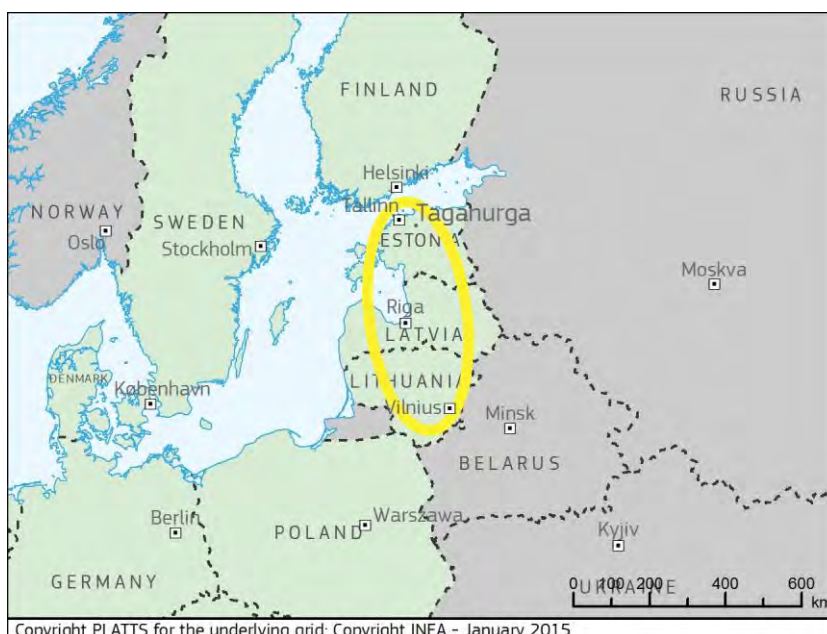 FINLAND
RUSSIA
Helsinki
NORWAY
Tallinn
Tagahurga
SWEDEN
Oslo
Stockholm
ESTONIA
Moskva
Riga
LATVIA
DENMARK
København
LITHUANIA
Vilnius
Minsk
BELARUS
Berlin
POLAND
Warszawa
Kyjiv
GERMANY
UKRAINE
0 100 200 400 600
km
Copyright PLATTS for the underlying grid; Copyright INEA - January 2015